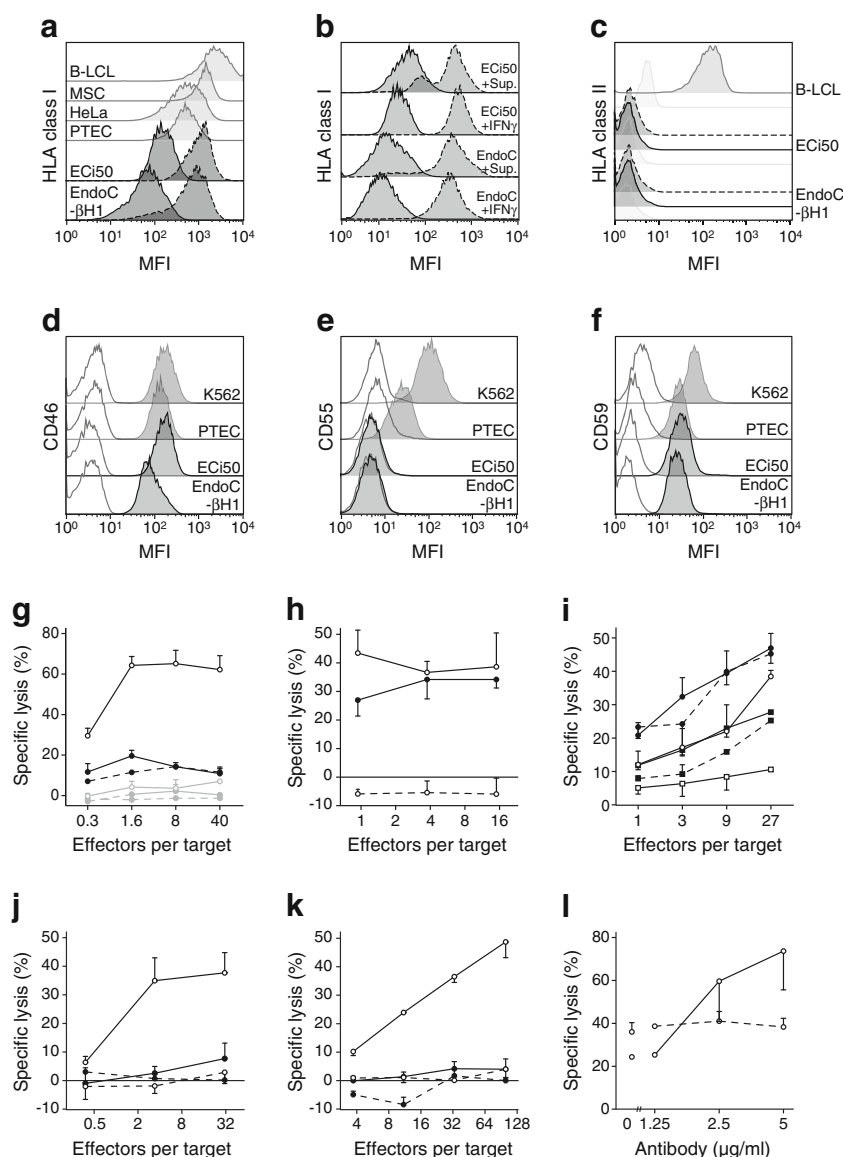 a
HLA class I
B-LCL
MSC
HeLa
PTEC
ECi50
EndoC
-βH1
10⁰ 10¹ 10² 10³ 10⁴
MFI
b
HLA class I
ECi50
+Sup.
ECi50
+IFNγ
EndoC
+Sup.
EndoC
+IFNγ
10⁰ 10¹ 10² 10³ 10⁴
MFI
c
HLA class II
B-LCL
ECi50
EndoC
-βH1
10⁰ 10¹ 10² 10³ 10⁴
MFI
d
CD46
K562
PTEC
ECi50
EndoC
-βH1
10⁰ 10¹ 10² 10³ 10⁴
MFI
e
CD55
K562
PTEC
ECi50
EndoC
-βH1
10⁰ 10¹ 10² 10³ 10⁴
MFI
f
CD59
K562
PTEC
ECi50
EndoC
-βH1
10⁰ 10¹ 10² 10³ 10⁴
MFI
g
Specific lysis (%)
80
60
40
20
0
0.3 1.6 8 40
Effectors per target
h
Specific lysis (%)
50
40
30
20
10
0
-10
1 2 4 8 16
Effectors per target
i
Specific lysis (%)
50
40
30
20
10
0
1 3 9 27
Effectors per target
j
Specific lysis (%)
50
40
30
20
10
0
-10
0.5 2 8 32
Effectors per target
k
Specific lysis (%)
50
40
30
20
10
0
-10
4 8 16 32 64 128
Effectors per target
l
Specific lysis (%)
80
60
40
20
0
0 1.25 2.5 5
Antibody (µg/ml)